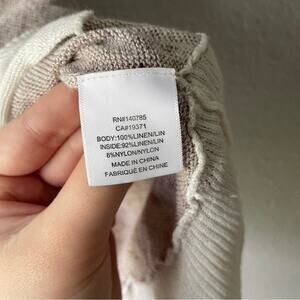 RN#140785
CA#19371
BODY:100%LINEN/LIN
INSIDE:92%LINEN/LIN
8%NYLON/NYLON
MADE IN CHINA
FABRIQUÉ EN CHINE